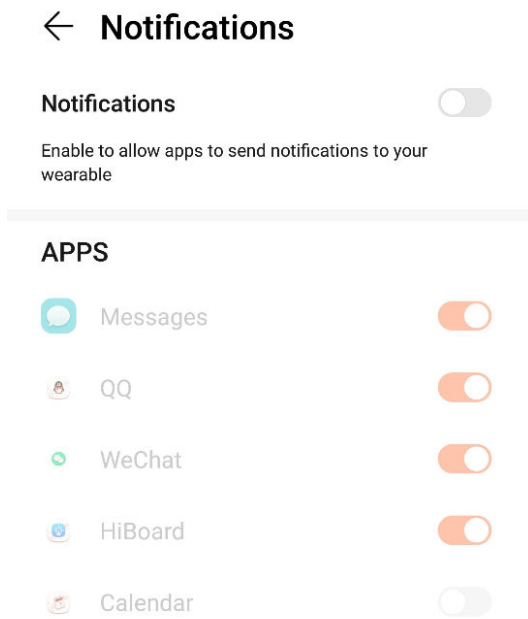 Notifications
Notifications
Enable to allow apps to send notifications to your
wearable
APPS
Messages
QQ
WeChat
HiBoard
Calendar